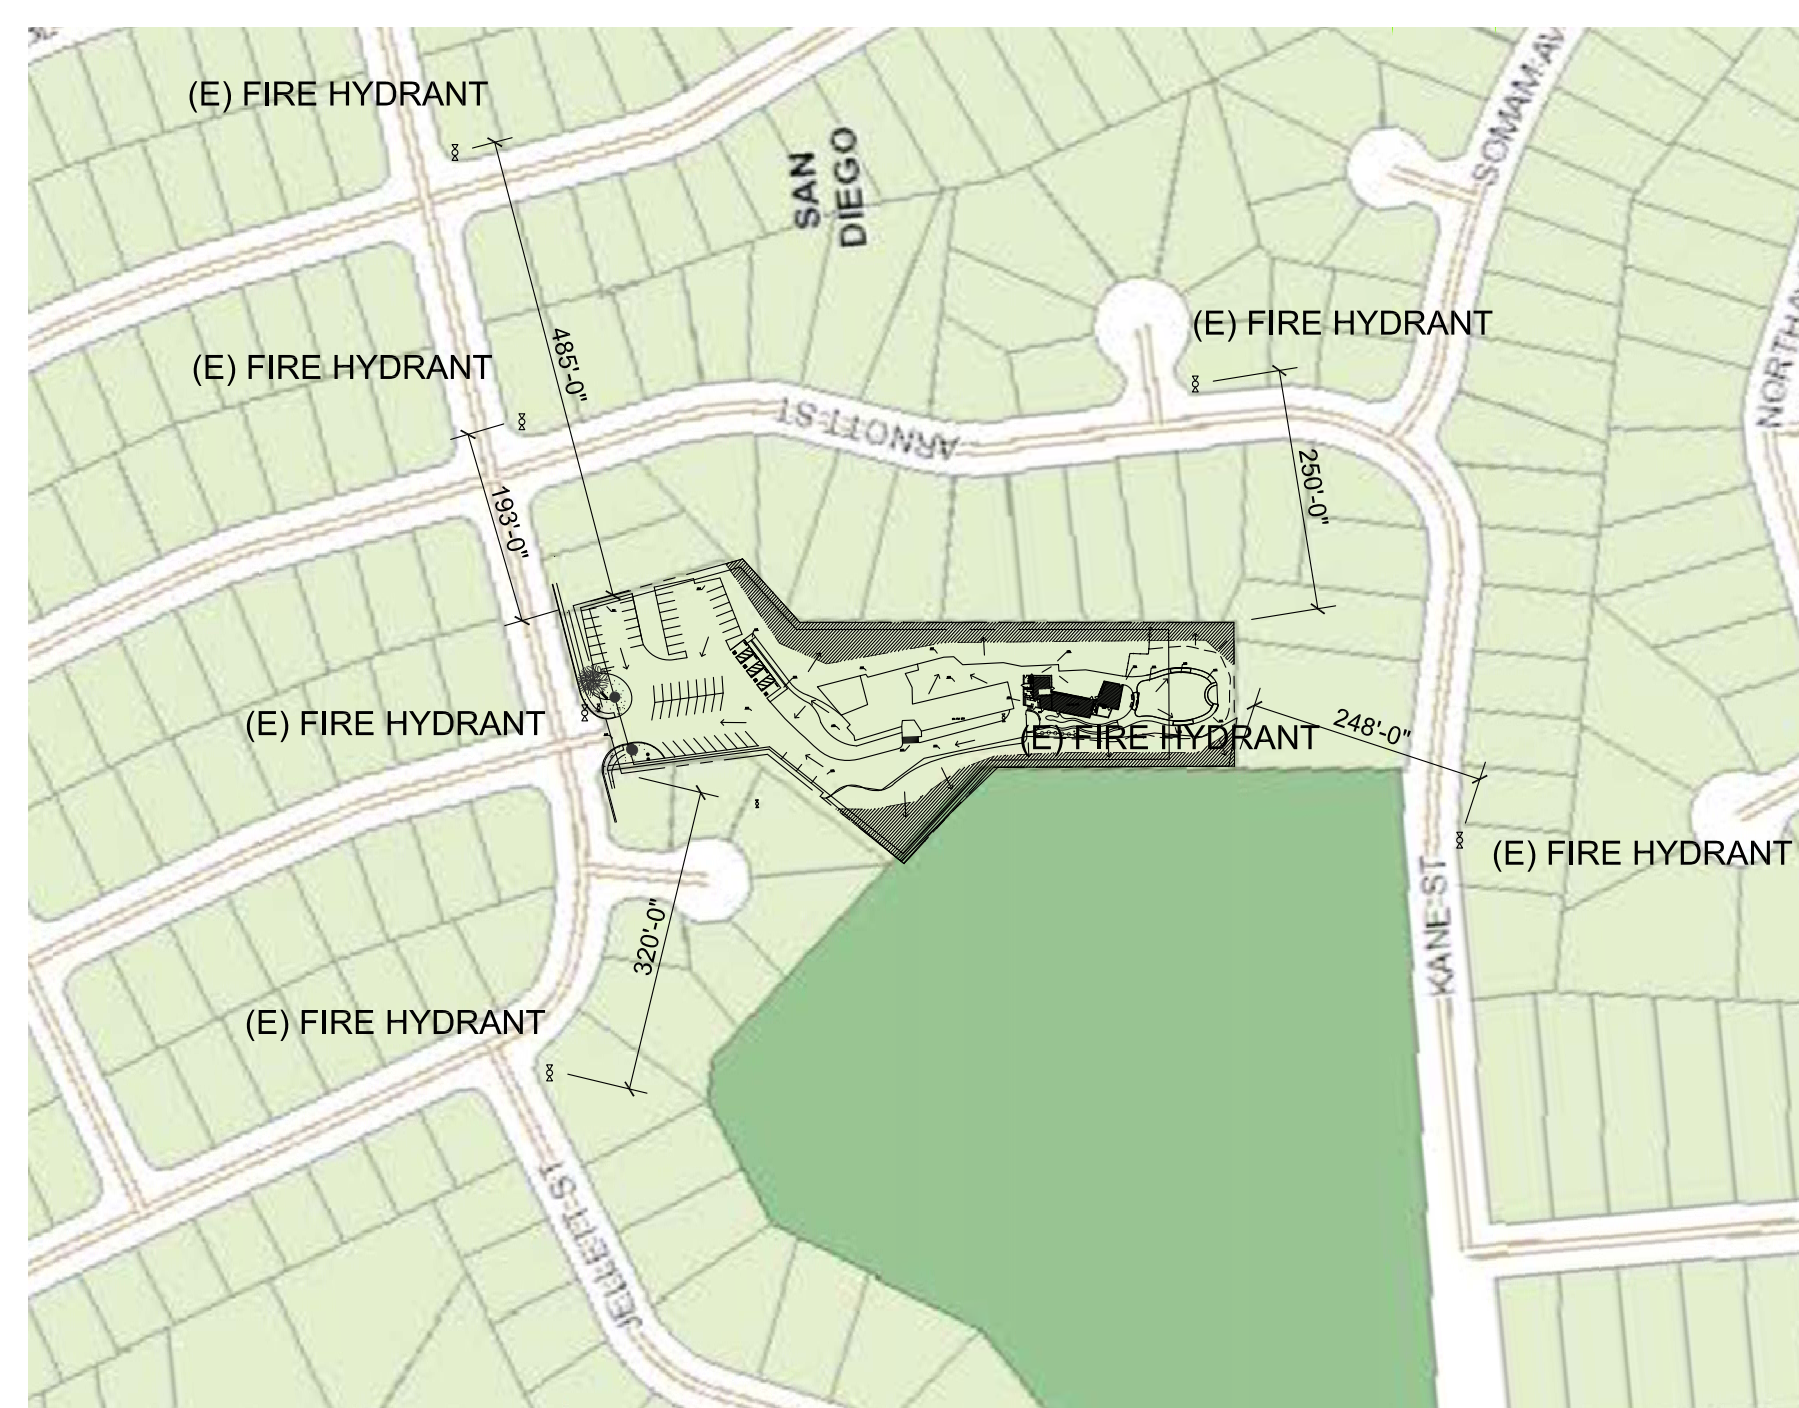 (E) FIRE HYDRANT
SOMAM AV
SAN
DIEGO
(E) FIRE HYDRANT
485'-0"
(E) FIRE HYDRANT
ARNOTT ST
250'-0"
193'-0"
(E) FIRE HYDRANT
(E) FIRE HYDRANT
248'-0"
(E) FIRE HYDRANT
KANE ST
320'-0"
(E) FIRE HYDRANT
JELLETT ST